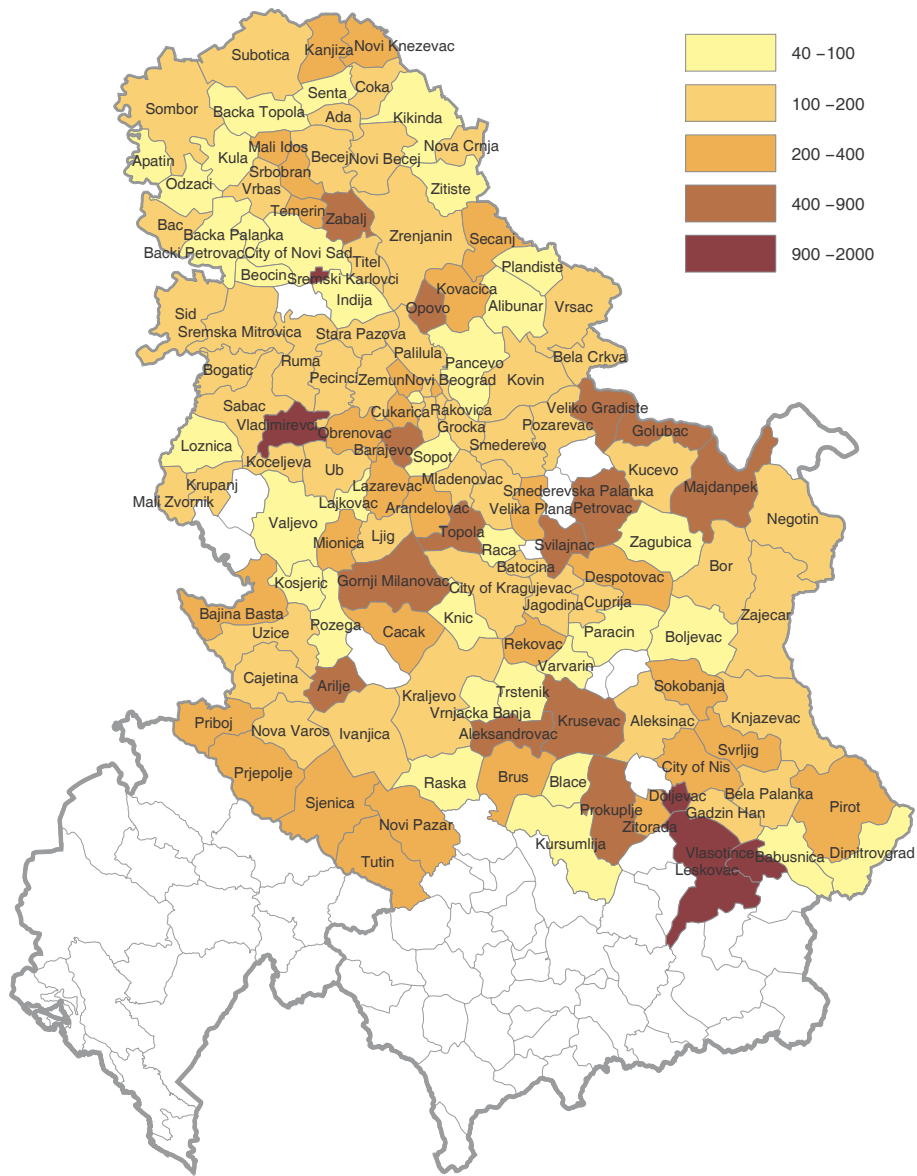 40 −100
100 −200
200 −400
400 −900
900 −2000
Subotica
Kanjiza
Novi Knezevac
Sombor
Backa Topola
Senta
Coka
Ada
Kikinda
Apatin
Kula
Mali Idos
Becej
Novi Becej
Nova Crnja
Odzaci
Srbobran
Vrbas
Zitiste
Bac
Temerin
Zabalj
Backa Palanka
Zrenjanin
Secanj
Backi Petrovac
City of Novi Sad
Titel
Plandiste
Beocin
Sremski Karlovci
Kovacica
Indija
Opovo
Alibunar
Vrsac
Sid
Sremska Mitrovica
Stara Pazova
Palilula
Pancevo
Bela Crkva
Bogatic
Ruma
Pecinci
Zemun
Novi Beograd
Kovin
Sabac
Cukarica
Rakovica
Veliko Gradiste
Vladimirevci
Obrenovac
Grocka
Pozarevac
Golubac
Loznica
Barajevo
Smederevo
Koceljeva
Ub
Sopot
Kucevo
Krupanj
Lazarevac
Mladenovac
Smederevska Palanka
Majdanpek
Mali Zvornik
Lajkovac
Arandelovac
Velika Plana
Petrovac
Negotin
Valjevo
Mionica
Ljig
Topola
Raca
Svilajnac
Zagubica
Batocina
Bor
Kosjeric
Gornji Milanovac
City of Kragujevac
Despotovac
Jagodina
Cuprija
Bajina Basta
Pozega
Cacak
Knic
Zajecar
Uzice
Rekovac
Paracin
Boljevac
Varvarin
Cajetina
Arilje
Kraljevo
Trstenik
Sokobanja
Vrnjacka Banja
Priboj
Nova Varos
Ivanjica
Aleksandrovac
Krusevac
Aleksinac
Knjazevac
Svrljig
Prjepolje
Raska
Brus
Blace
City of Nis
Sjenica
Doljevac
Bela Palanka
Pirot
Novi Pazar
Prokuplje
Gadzin Han
Zitorada
Kursumlija
Tutin
Vlasotince
Babusnica
Dimitrovgrad
Leskovac